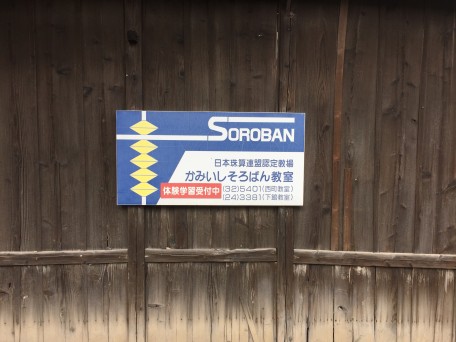 SOROBAN
日本珠算連盟認定教場
かみいしそろばん教室
体験学習受付中 (32)5401(西町教室)
(24)3381(下館教室)